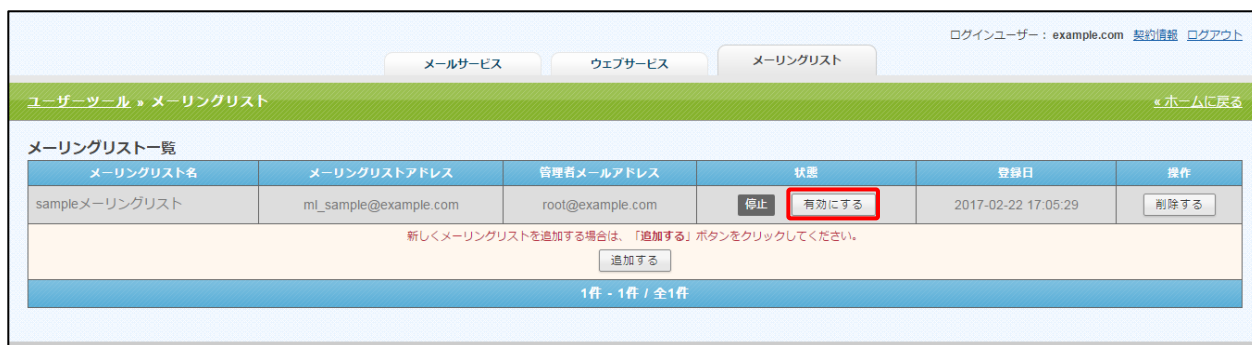 ログインユーザー： example.com 契約情報 ログアウト
メールサービス ウェブサービス メーリングリスト
ユーザーツール » メーリングリスト «ホームに戻る
メーリングリスト一覧
メーリングリスト名 メーリングリストアドレス 管理者メールアドレス 状態 登録日 操作
sampleメーリングリスト ml_sample@example.com root@example.com 停止 有効にする 2017-02-22 17:05:29 削除する
新しくメーリングリストを追加する場合は、「追加する」ボタンをクリックしてください。
追加する
1件 - 1件 / 全1件